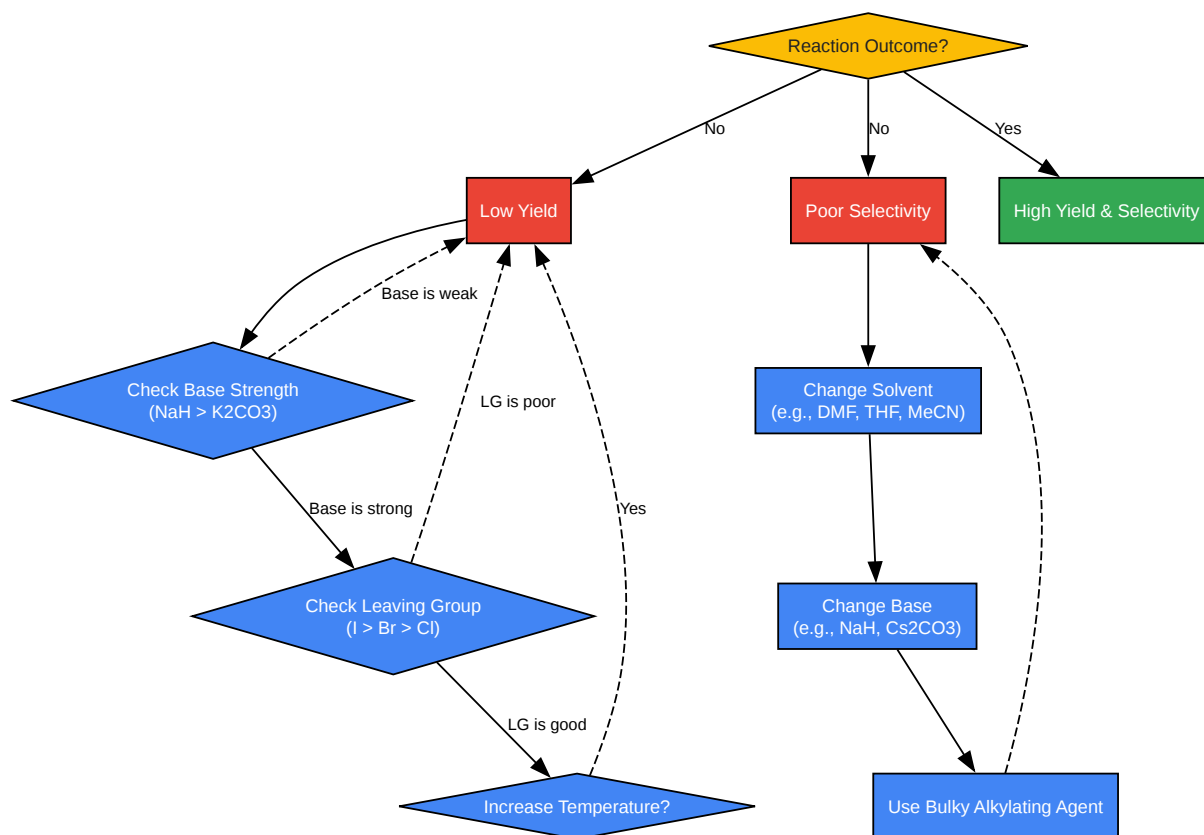 Reaction Outcome?
No
No
Yes
Low Yield
Poor Selectivity
High Yield & Selectivity
Base is weak
Check Base Strength
(NaH > K2CO3)
Change Solvent
(e.g., DMF, THF, MeCN)
LG is poor
Base is strong
Yes
Check Leaving Group
(I > Br > Cl)
Change Base
(e.g., NaH, Cs2CO3)
LG is good
Increase Temperature?
Use Bulky Alkylating Agent